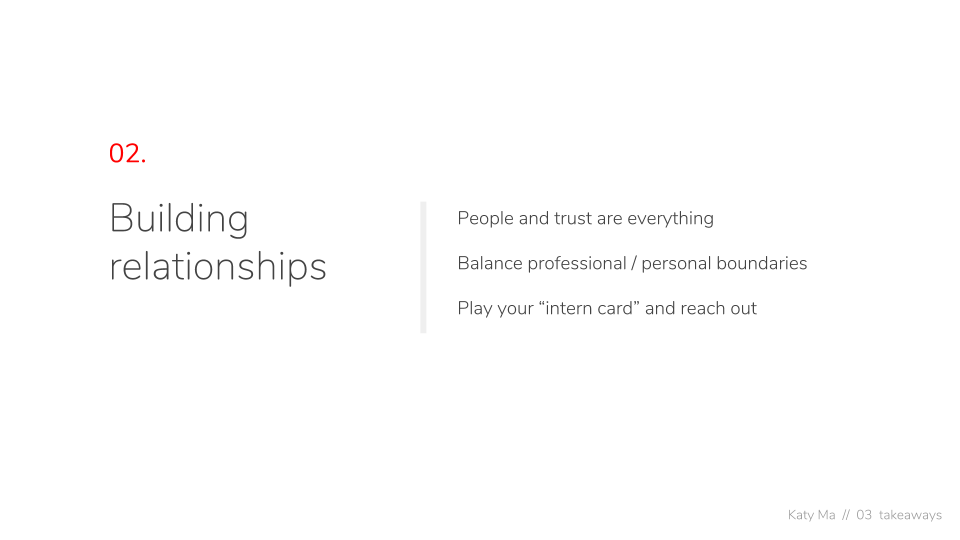 02.
Building
relationships
People and trust are everything
Balance professional / personal boundaries
Play your “intern card” and reach out
Katy Ma // 03 takeaways